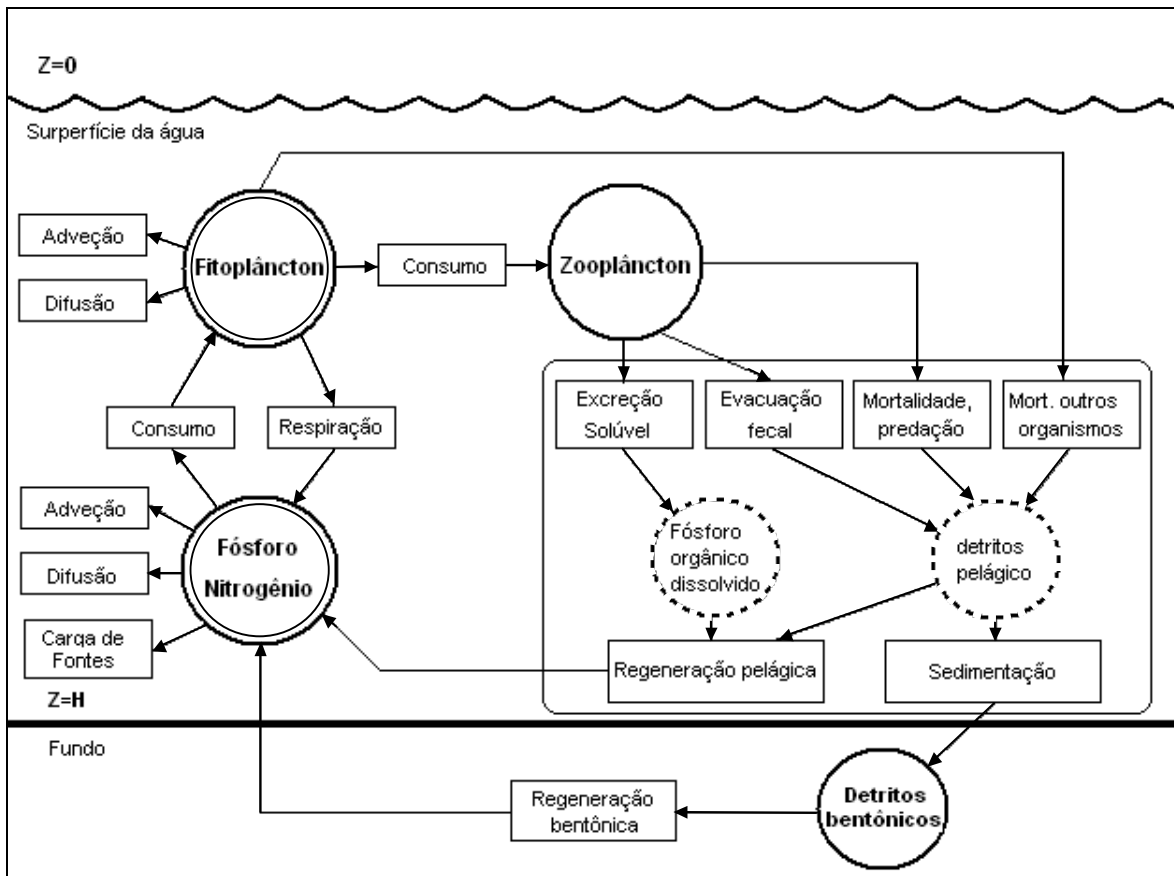 Z=0
Surperfície da água
Adveção
Difusão
Fitoplâncton
Consumo
Zooplâncton
Consumo
Respiração
Excreção
Solúvel
Evacuação
fecal
Mortalidade,
predação
Mort. outros
organismos
Adveção
Difusão
Carga de
Fontes
Fósforo
Nitrogênio
Fósforo
orgânico
dissolvido
detritos
pelágico
Regeneração pelágica
Sedimentação
Z=H
Fundo
Regeneração
bentônica
Detritos
bentônicos